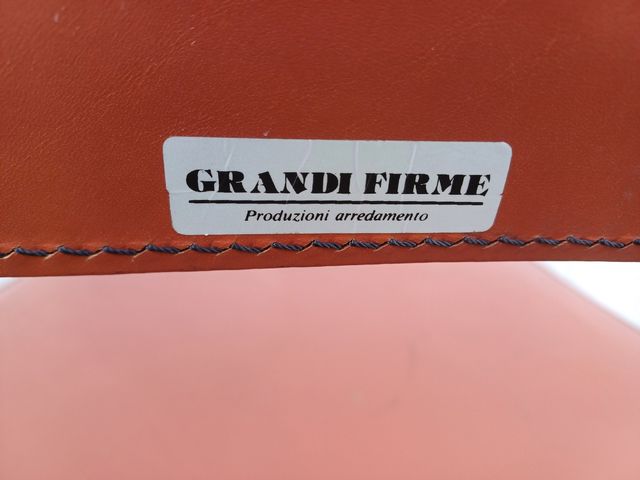 GRANDI FIRME
Produzioni arredamento